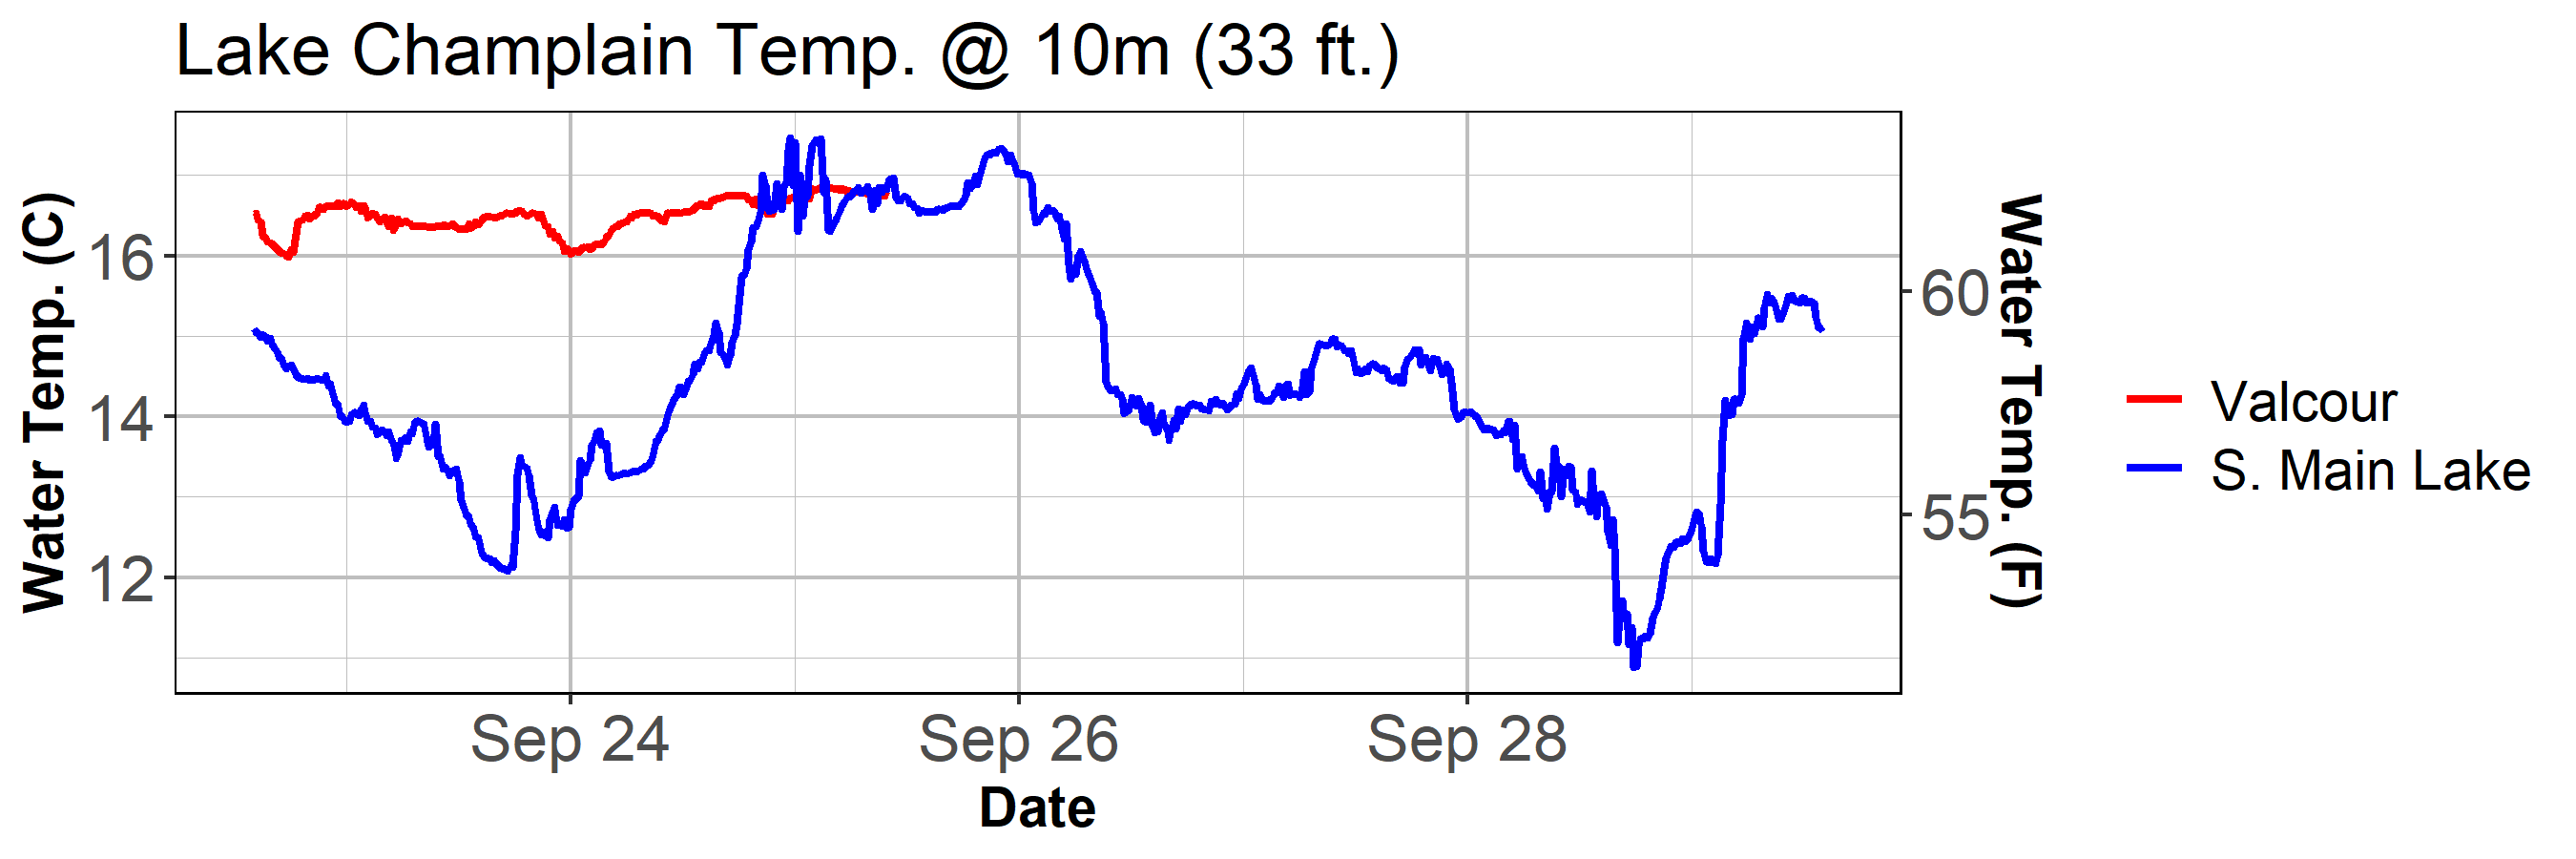 Lake Champlain Temp. @ 10m (33 ft.)
Water Temp. (C)
16
14
12
60
55
Water Temp. (F)
Sep 24
Sep 26
Sep 28
Date
Valcour
S. Main Lake